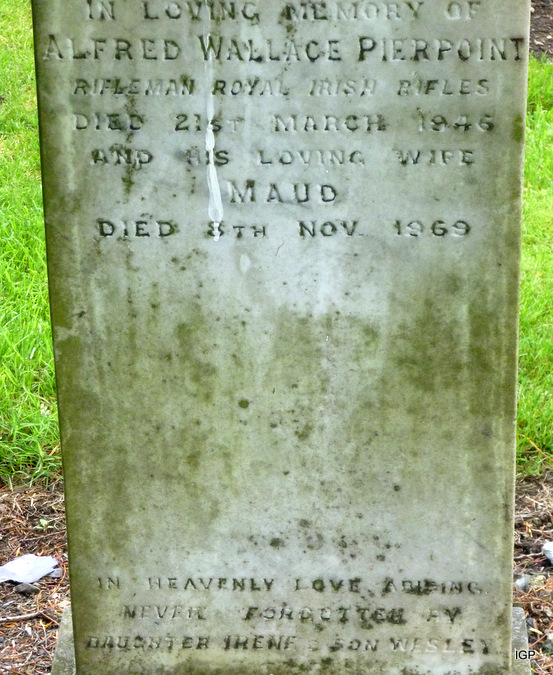 IN LOVING MEMORY OF
ALFRED WALLACE PIERPOINT
RIFLEMAN ROYAL IRISH RIFLES
DIED 21ST MARCH 1946
AND HIS LOVING WIFE
MAUD
DIED 8TH NOV. 1969
IN HEAVENLY LOVE ABIDING
NEVER FORGOTTEN BY
DAUGHTER IRENE & SON WESLEY
IGP